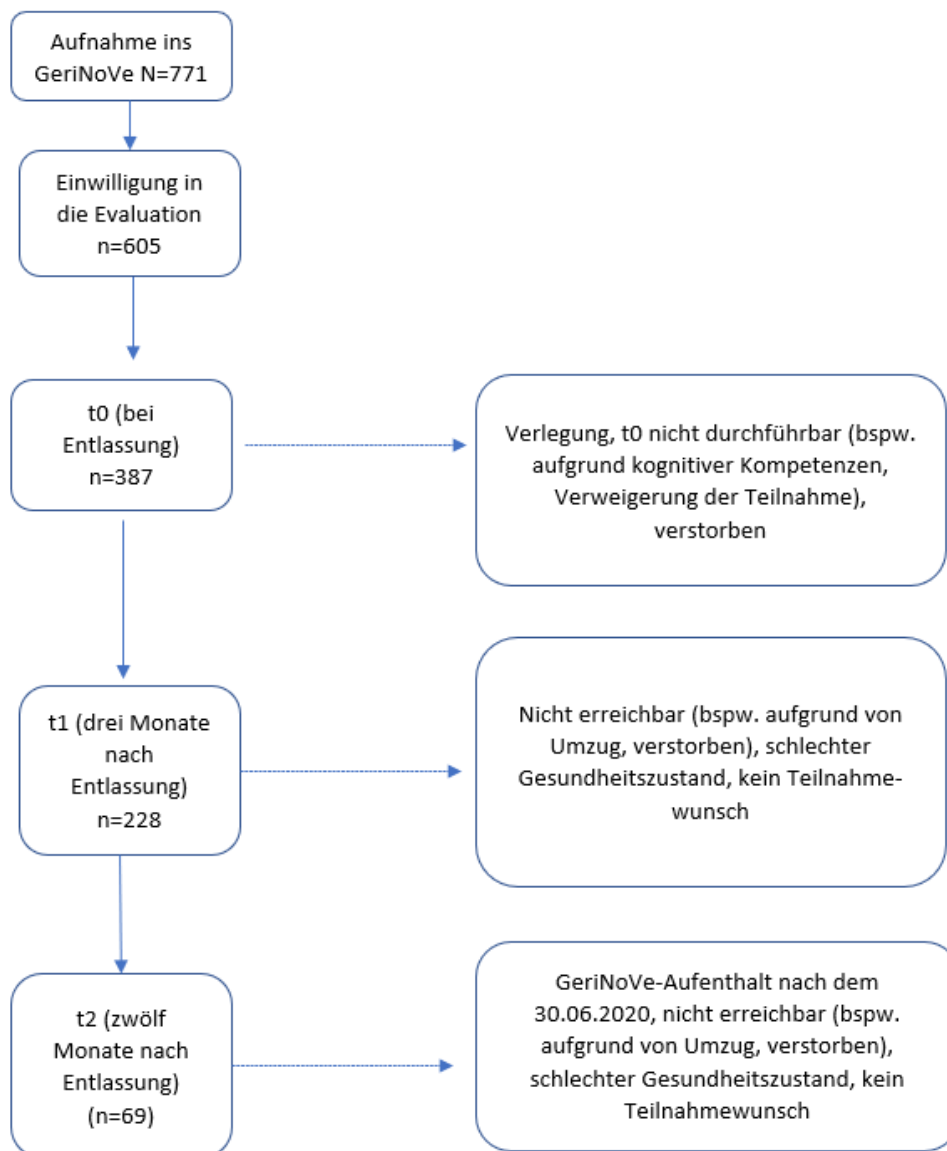 Aufnahme ins
GeriNoVe N=771
Einwilligung in
die Evaluation
n=605
t0 (bei
Entlassung)
n=387
Verlegung, t0 nicht durchführbar (bspw.
aufgrund kognitiver Kompetenzen,
Verweigerung der Teilnahme),
verstorben
t1 (drei Monate
nach
Entlassung)
n=228
Nicht erreichbar (bspw. aufgrund von
Umzug, verstorben), schlechter
Gesundheitszustand, kein Teilnahme-
wunsch
t2 (zwölf
Monate nach
Entlassung)
(n=69)
GeriNoVe-Aufenthalt nach dem
30.06.2020, nicht erreichbar (bspw.
aufgrund von Umzug, verstorben),
schlechter Gesundheitszustand, kein
Teilnahmewunsch